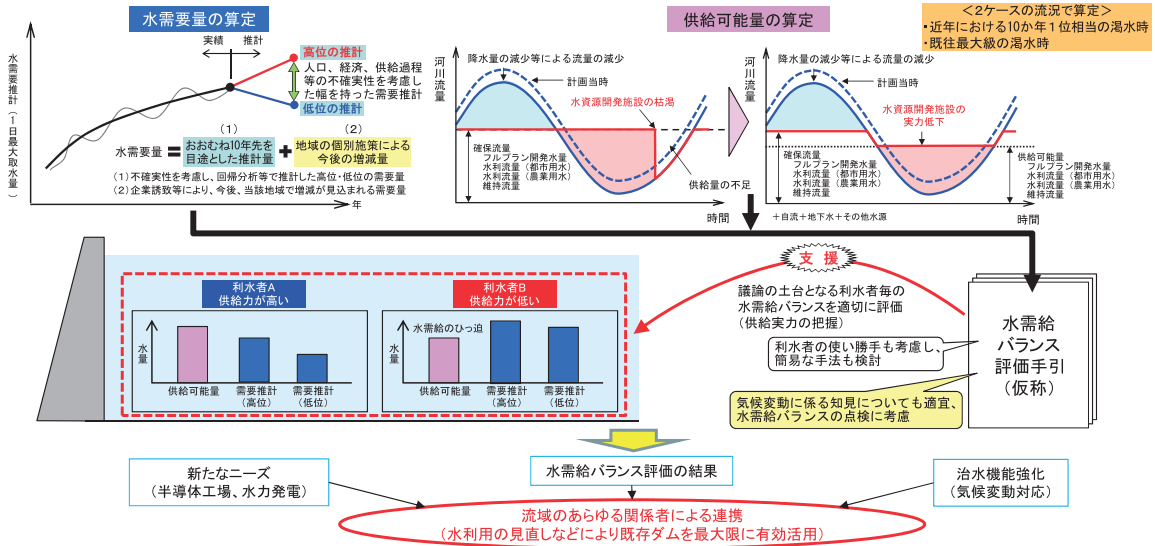 水需要量の算定
水需要推計（1日最大取水量）
実績
推計
高位の推計
人口、経済、供給過程
等の不確実性を考慮し
た幅を持った需要推計
低位の推計
（1）
（2）
水需要量
＝
おおむね10年先を
目途とした推計量
＋
地域の個別施策による
今後の増減量
（1）不確実性を考慮し、回帰分析等で推計した高位・低位の需要量
（2）企業誘致等により、今後、当該地域で増減が見込まれる需要量
年
供給可能量の算定
＜2ケースの流況で算定＞
・近年における10か年1位相当の渇水時
・既往最大級の渇水時
河川流量
降水量の減少等による流量の減少
計画当時
水資源開発施設の枯渇
確保流量
フルプラン開発水量
水利流量（都市用水）
水利流量（農業用水）
維持流量
供給量の不足
時間
河川流量
降水量の減少等による流量の減少
計画当時
水資源開発施設の
実力低下
確保流量
フルプラン開発水量
水利流量（都市用水）
水利流量（農業用水）
維持流量
供給可能量
フルプラン開発水量
水利流量（都市用水）
水利流量（農業用水）
維持流量
時間
＋自流＋地下水＋その他水源
利水者A
供給力が高い
水量
供給可能量
需要推計
（高位）
需要推計
（低位）
利水者B
供給力が低い
水量
水需給のひっ迫
供給可能量
需要推計
（高位）
需要推計
（低位）
支援
議論の土台となる利水者毎の
水需給バランスを適切に評価
（供給実力の把握）
利水者の使い勝手も考慮し、
簡易な手法も検討
気候変動に係る知見についても適宜、
水需給バランスの点検に考慮
水需給
バランス
評価手引
（仮称）
新たなニーズ
（半導体工場、水力発電）
水需給バランス評価の結果
治水機能強化
（気候変動対応）
流域のあらゆる関係者による連携
（水利用の見直しなどにより既存ダムを最大限に有効活用）